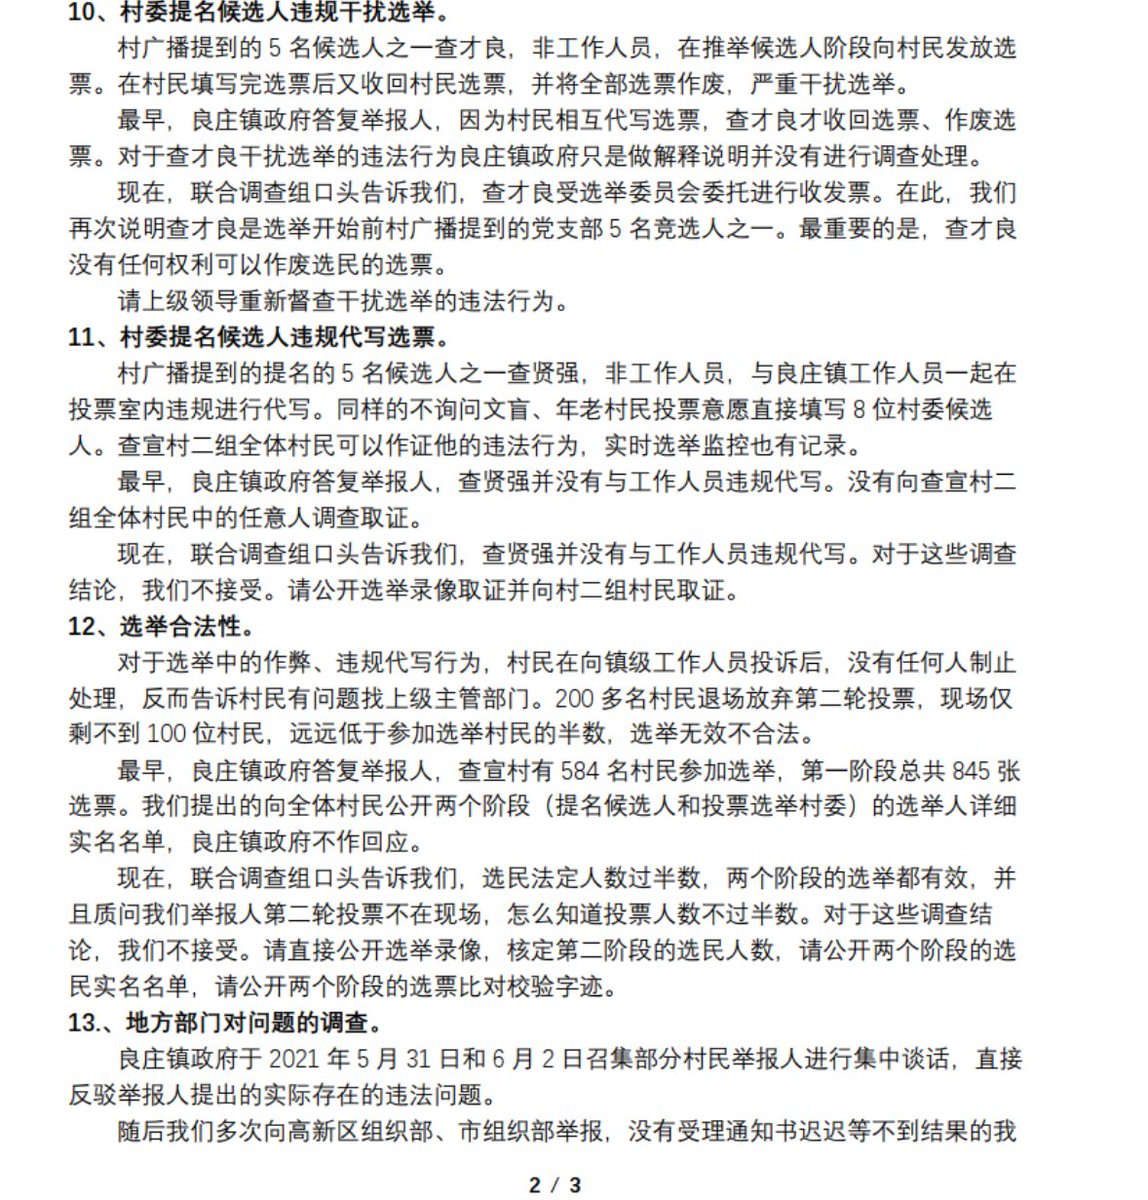 10、村委提名候选人违规干扰选举。
村广播提到的 5 名候选人之一查才良，非工作人员，在推举候选人阶段向村民发放选
票。在村民填写完选票后又收回村民选票，并将全部选票作废，严重干扰选举。
最早，良庄镇政府答复举报人，因为村民相互代写选票，查才良才收回选票、作废选
票。对于查才良干扰选举的违法行为良庄镇政府只是做解释说明并没有进行调查处理。
现在，联合调查组口头告诉我们，查才良受选举委员会委托进行收发票。在此，我们
再次说明查才良是选举开始前村广播提到的党支部 5 名竞选人之一。最重要的是，查才良
没有任何权利可以作废选民的选票。
请上级领导重新督查干扰选举的违法行为。
11、村委提名候选人违规代写选票。
村广播提到的提名的 5 名候选人之一查贤强，非工作人员，与良庄镇工作人员一起在
投票室内违规进行代写。同样的不询问文盲、年老村民投票意愿直接填写 8 位村委候选
人。查宣村二组全体村民可以作证他的违法行为，实时选举监控也有记录。
最早，良庄镇政府答复举报人，查贤强并没有与工作人员违规代写。没有向查宣村二
组全体村民中的任意人调查取证。
现在，联合调查组口头告诉我们，查贤强并没有与工作人员违规代写。对于这些调查
结论，我们不接受。请公开选举录像取证并向村二组村民取证。
12、选举合法性。
对于选举中的作弊、违规代写行为，村民在向镇级工作人员投诉后，没有任何人制止
处理，反而告诉村民有问题找上级主管部门。200 多名村民退场放弃第二轮投票，现场仅
剩不到 100 位村民，远远低于参加选举村民的半数，选举无效不合法。
最早，良庄镇政府答复举报人，查宣村有 584 名村民参加选举，第一阶段总共 845 张
选票。我们提出的向全体村民公开两个阶段（提名候选人和投票选举村委）的选举人详细
实名名单，良庄镇政府不作回应。
现在，联合调查组口头告诉我们，选民法定人数过半数，两个阶段的选举都有效，并
且质问我们举报人第二轮投票不在现场，怎么知道投票人数不过半数。对于这些调查结
论，我们不接受。请直接公开选举录像，核定第二阶段的选民人数，请公开两个阶段的选
民实名名单，请公开两个阶段的选票比对校验字迹。
13.、地方部门对问题的调查。
良庄镇政府于 2021 年 5 月 31 日和 6 月 2 日召集部分村民举报人进行集中谈话，直接
反驳举报人提出的实际存在的违法问题。
随后我们多次向高新区组织部、市组织部举报，没有受理通知书迟迟等不到结果的我
2 / 3